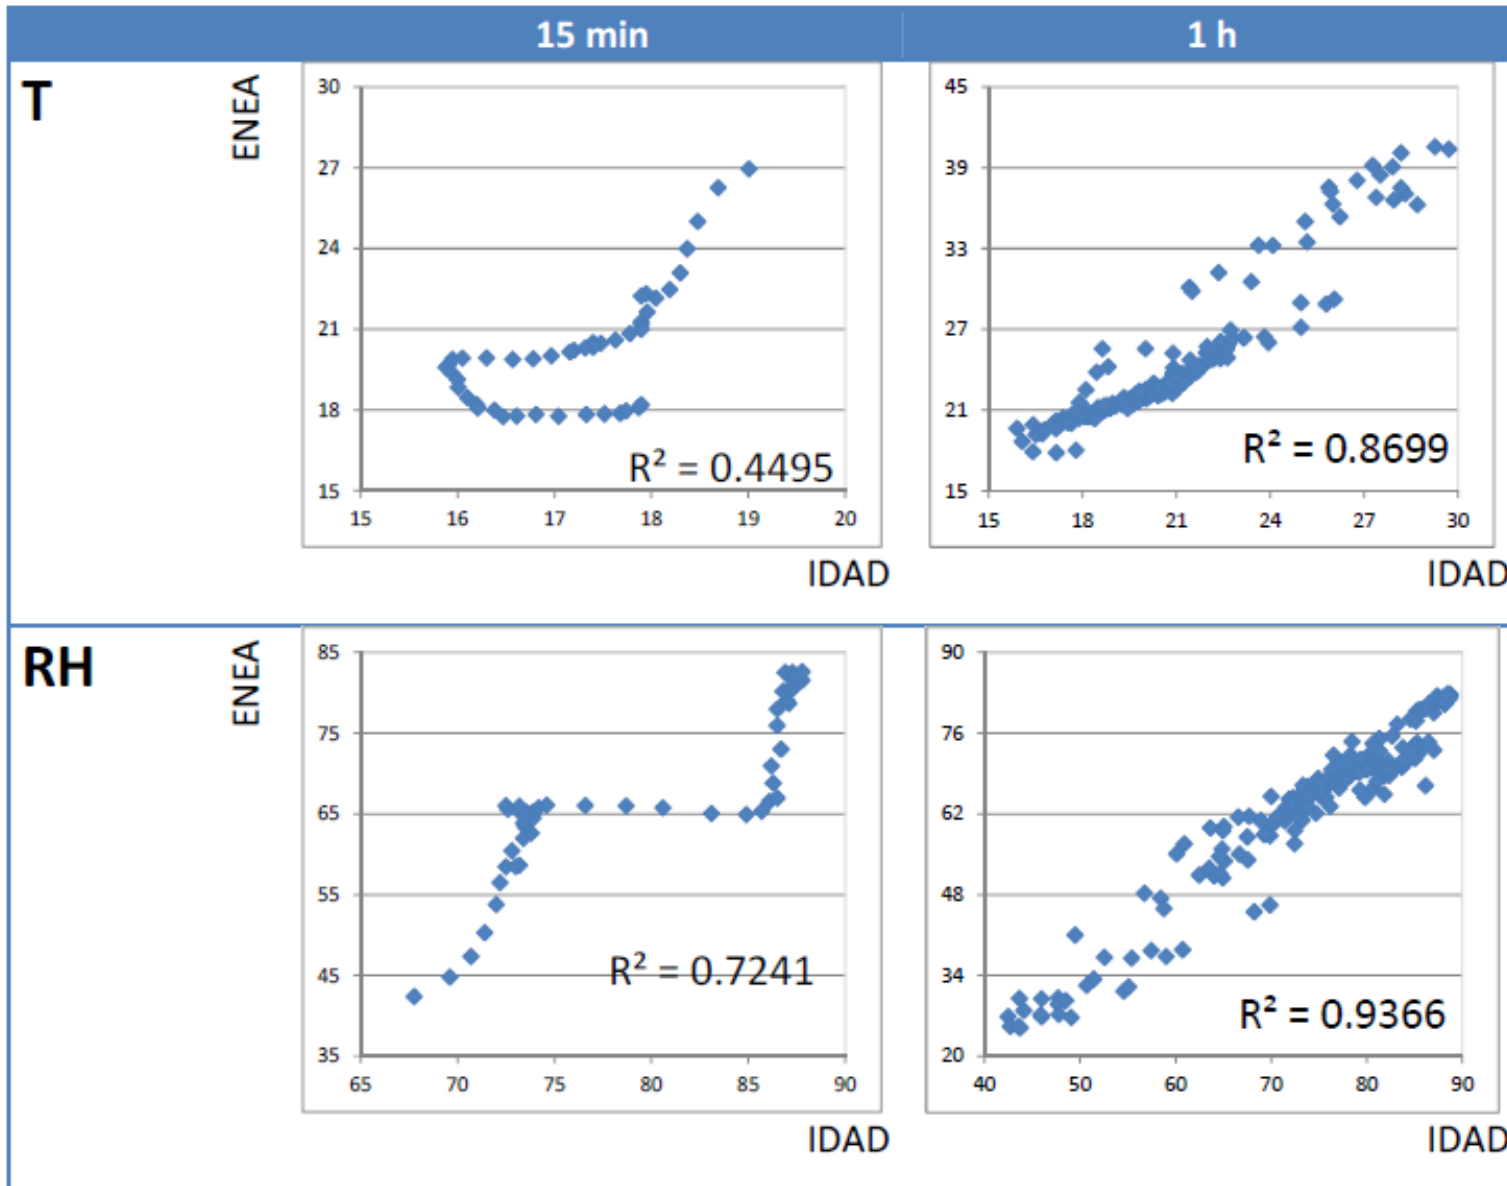 15 min
1 h
T
ENEA
30
27
24
21
18
15
15 16 17 18 19 20
R² = 0.4495
IDAD
45
39
33
27
21
15
15 18 21 24 27 30
R² = 0.8699
IDAD
RH
ENEA
85
75
65
55
45
35
65 70 75 80 85 90
R² = 0.7241
IDAD
90
76
62
48
34
20
40 50 60 70 80 90
R² = 0.9366
IDAD